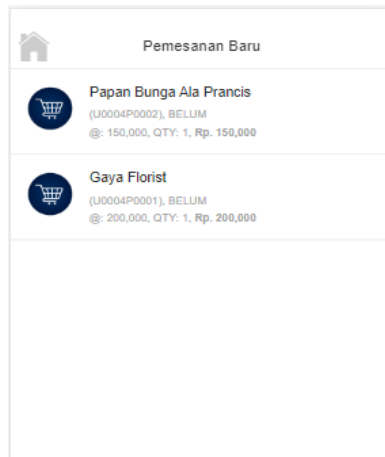 Pemesanan Baru
Papan Bunga Ala Prancis
(U0004P0002), BELUM
@: 150,000, QTY: 1, Rp. 150,000
Gaya Florist
(U0004P0001), BELUM
@: 200,000, QTY: 1, Rp. 200,000